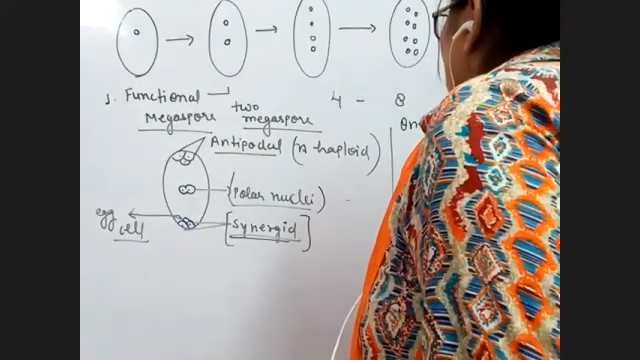 1. Functional two 4 - 8
Megaspore megaspore
Antipodal (n haploid)
(Polar nuclei)
egg cell
[synergid]